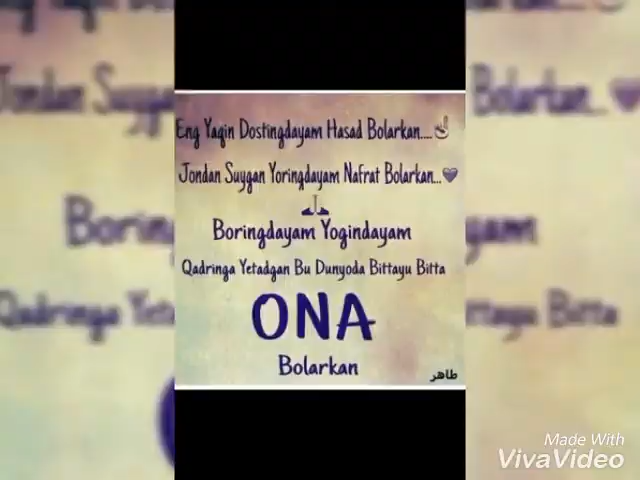 Eng Yaqin Dostingdayam Hasad Bolarkan....
Jondan Suygan Yoringdayam Nafrat Bolarkan...
Boringdayam Yogindayam
Qadringa Yetadgan Bu Dunyoda Bittayu Bitta
ONA
Bolarkan
طاهر
Made With
VivaVideo